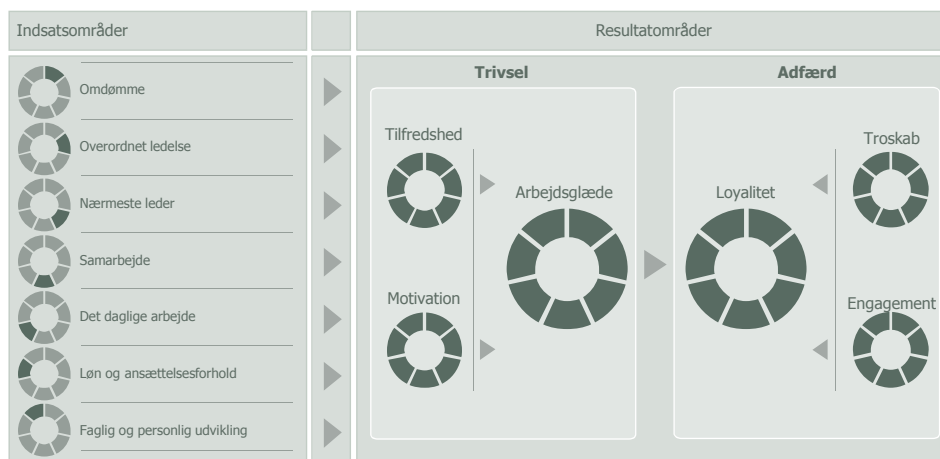 Indsatsområder
Resultatområder
Omdømme
Overordnet ledelse
Nærmeste leder
Samarbejde
Det daglige arbejde
Løn og ansættelsesforhold
Faglig og personlig udvikling
Trivsel
Tilfredshed
Motivation
Arbejdsglæde
Adfærd
Loyalitet
Troskab
Engagement